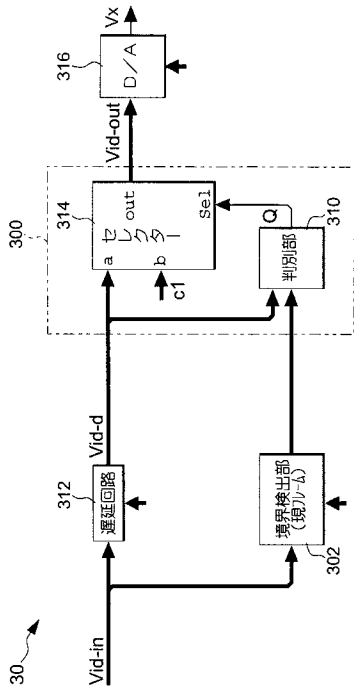 30
Vid-in
312
遅延回路
Vid-d
境界検出部
(現フレーム)
302
300
314
a
セレクター
out
b
Sel
c1
Q
判別部
310
Vid-out
316
D/A
Vx